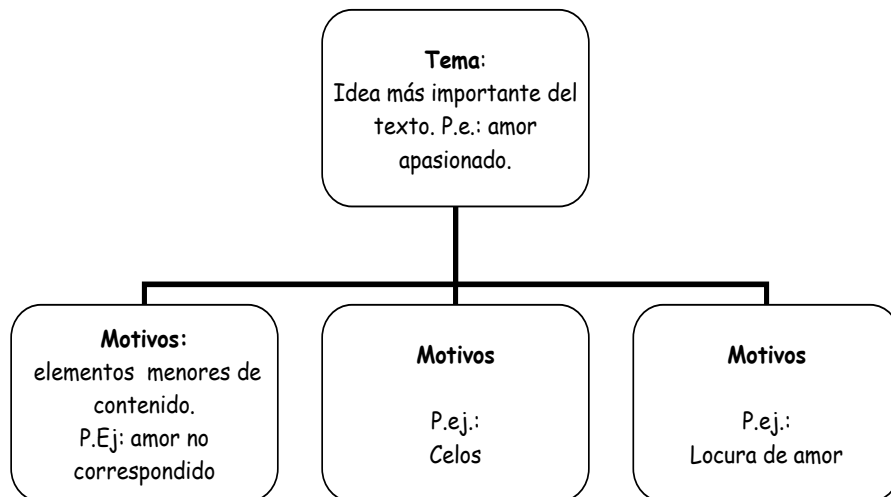 Tema:
Idea más importante del
texto. P.e.: amor
apasionado.
Motivos:
elementos menores de
contenido.
P.Ej: amor no
correspondido
Motivos
P.ej.:
Celos
Motivos
P.ej.:
Locura de amor